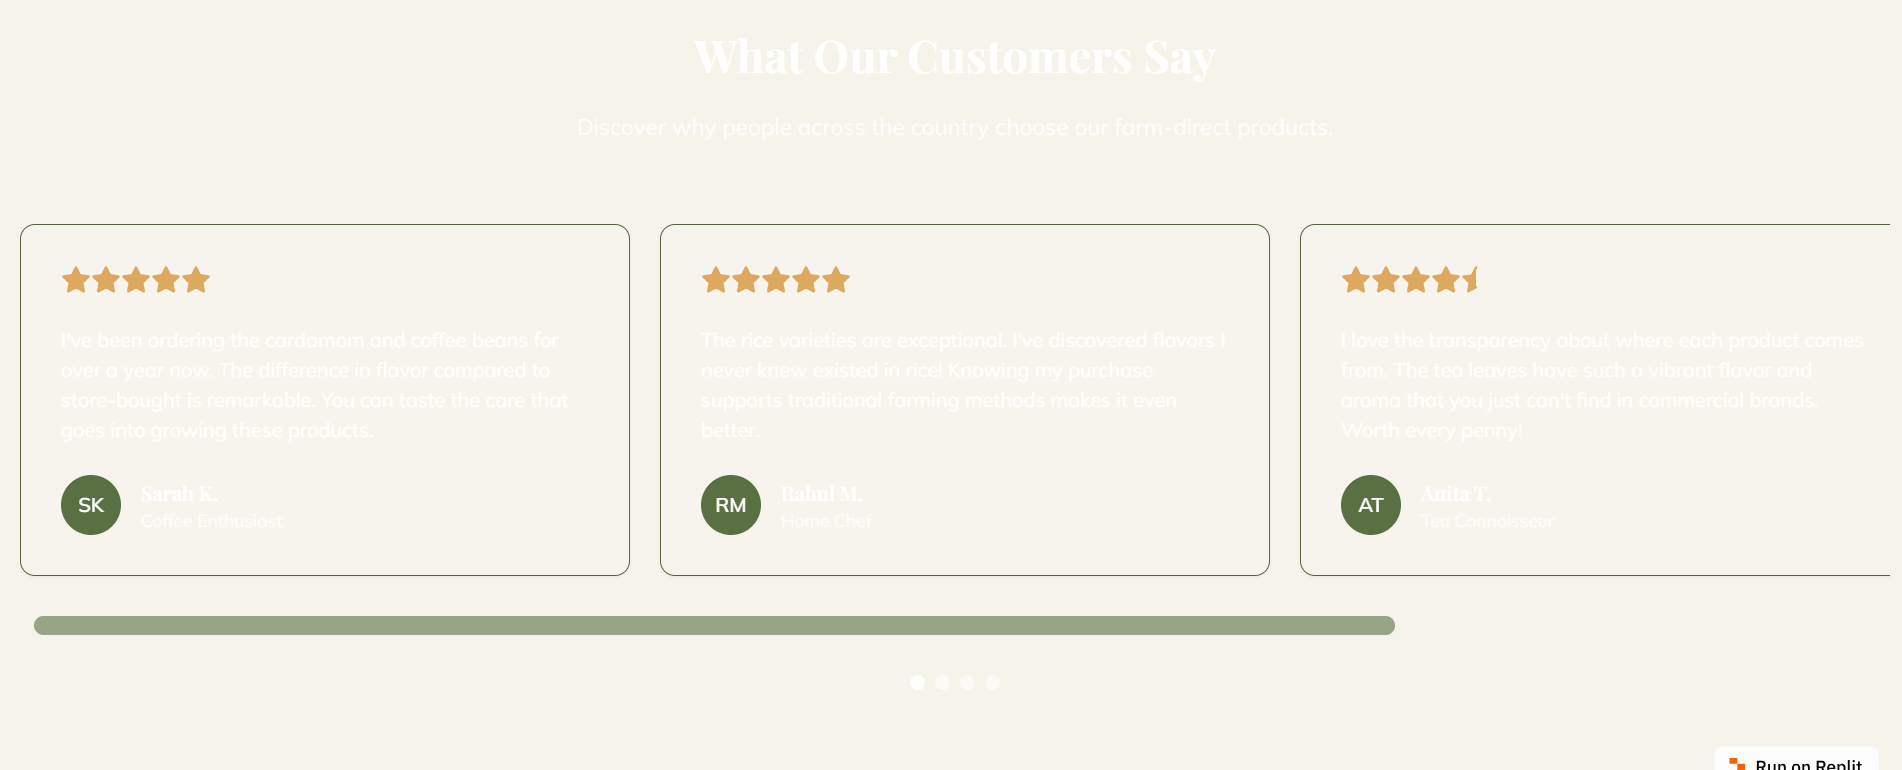 What Our Customers Say
Discover why people across the country choose our farm-direct products.
I've been ordering the cardamom and coffee beans for
over a year now. The difference in flavor compared to
store-bought is remarkable. You can taste the care that
goes into growing these products.
SK
Sarah K.
Coffee Enthusiast
The rice varieties are exceptional. I've discovered flavors I
never knew existed in rice! Knowing my purchase
supports traditional farming methods makes it even
better.
RM
Rahul M.
Home Chef
I love the transparency about where each product comes
from. The tea leaves have such a vibrant flavor and
aroma that you just can't find in commercial brands.
Worth every penny!
AT
Anita T.
Tea Connoisseur
Run on Replit